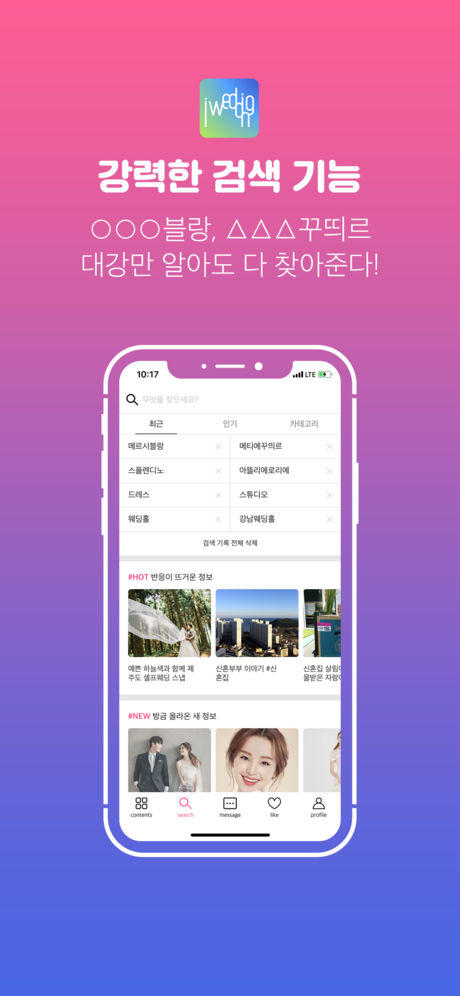 jwedding
강력한 검색 기능
○○○블랑, △△△꾸띄르
대강만 알아도 다 찾아준다!
10:17
LTE
무엇을 찾으세요?
최근
인기
카테고리
메르시블랑
메티에꾸띄르
스플렌디노
아뜰리에로리에
드레스
스튜디오
웨딩홀
강남웨딩홀
검색 기록 전체 삭제
#HOT 반응이 뜨거운 정보
예쁜 하늘색과 함께 제
주도 셀프웨딩 스냅
신혼부부 이야기 #신
혼집
신혼집 살림
물받은 자랑
#NEW 방금 올라온 새 정보
contents
search
message
like
profile